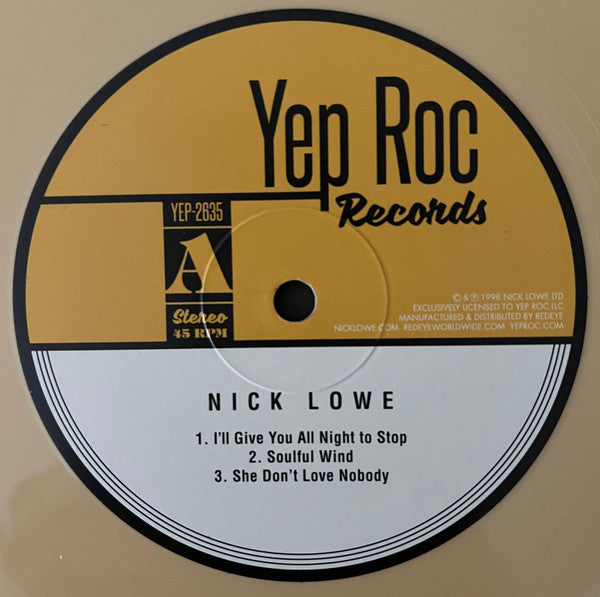 Yep Roc
Records
YEP-2635
A
Stereo
45 RPM
© & ℗ 1998 NICK LOWE LTD
EXCLUSIVELY LICENSED TO YEP ROC LLC
MANUFACTURED & DISTRIBUTED BY REDEYE
NICKLOWE.COM REDEYEWORLDWIDE.COM YEPROC.COM
NICK LOWE
1. I'll Give You All Night to Stop
2. Soulful Wind
3. She Don't Love Nobody